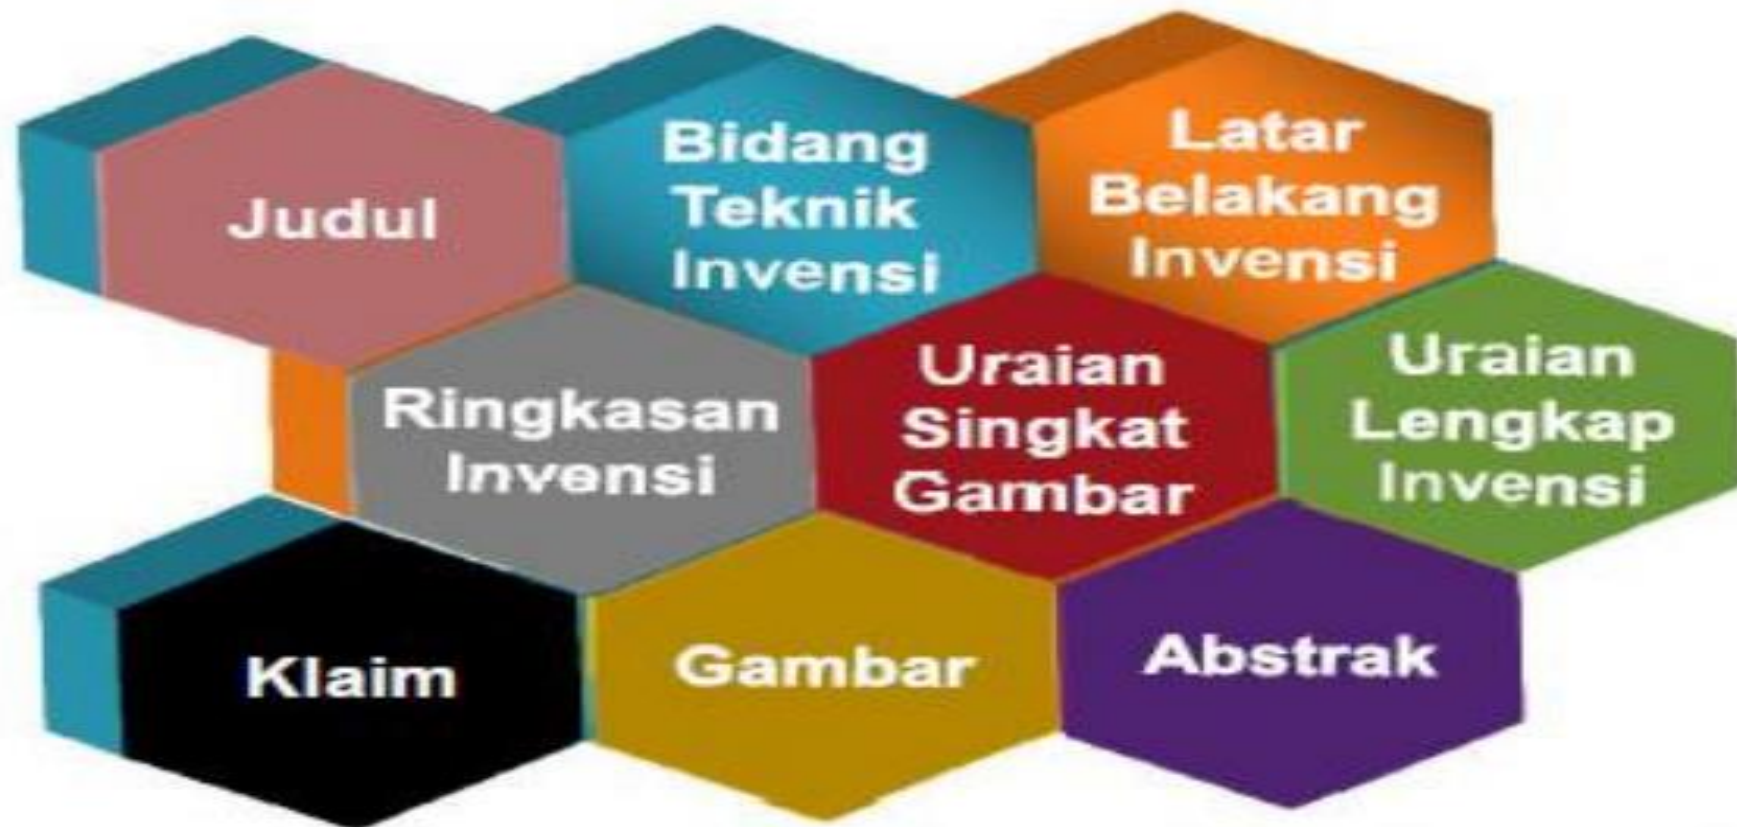 Judul
Bidang
Teknik
Invensi
Latar
Belakang
Invensi
Ringkasan
Invensi
Uraian
Singkat
Gambar
Uraian
Lengkap
Invensi
Klaim
Gambar
Abstrak